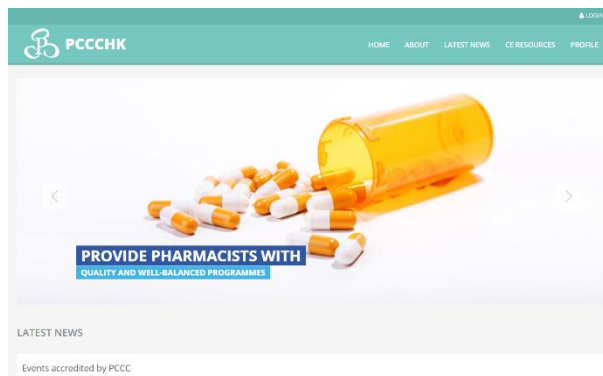 LOGIN
PCCCHK
HOME ABOUT LATEST NEWS CE RESOURCES PROFILE
PROVIDE PHARMACISTS WITH
QUALITY AND WELL-BALANCED PROGRAMMES
LATEST NEWS
Events accredited by PCCC